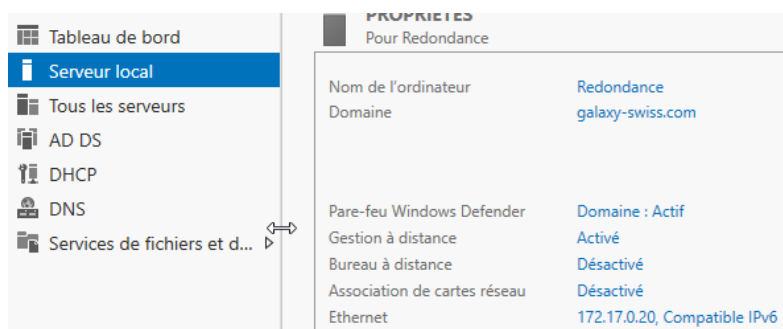 PROPRIÉTÉS
Pour Redondance
Tableau de bord
Serveur local
Tous les serveurs
AD DS
DHCP
DNS
Services de fichiers et d...
Nom de l'ordinateur Redondance
Domaine galaxy-swiss.com
Pare-feu Windows Defender Domaine : Actif
Gestion à distance Activé
Bureau à distance Désactivé
Association de cartes réseau Désactivé
Ethernet 172.17.0.20, Compatible IPv6